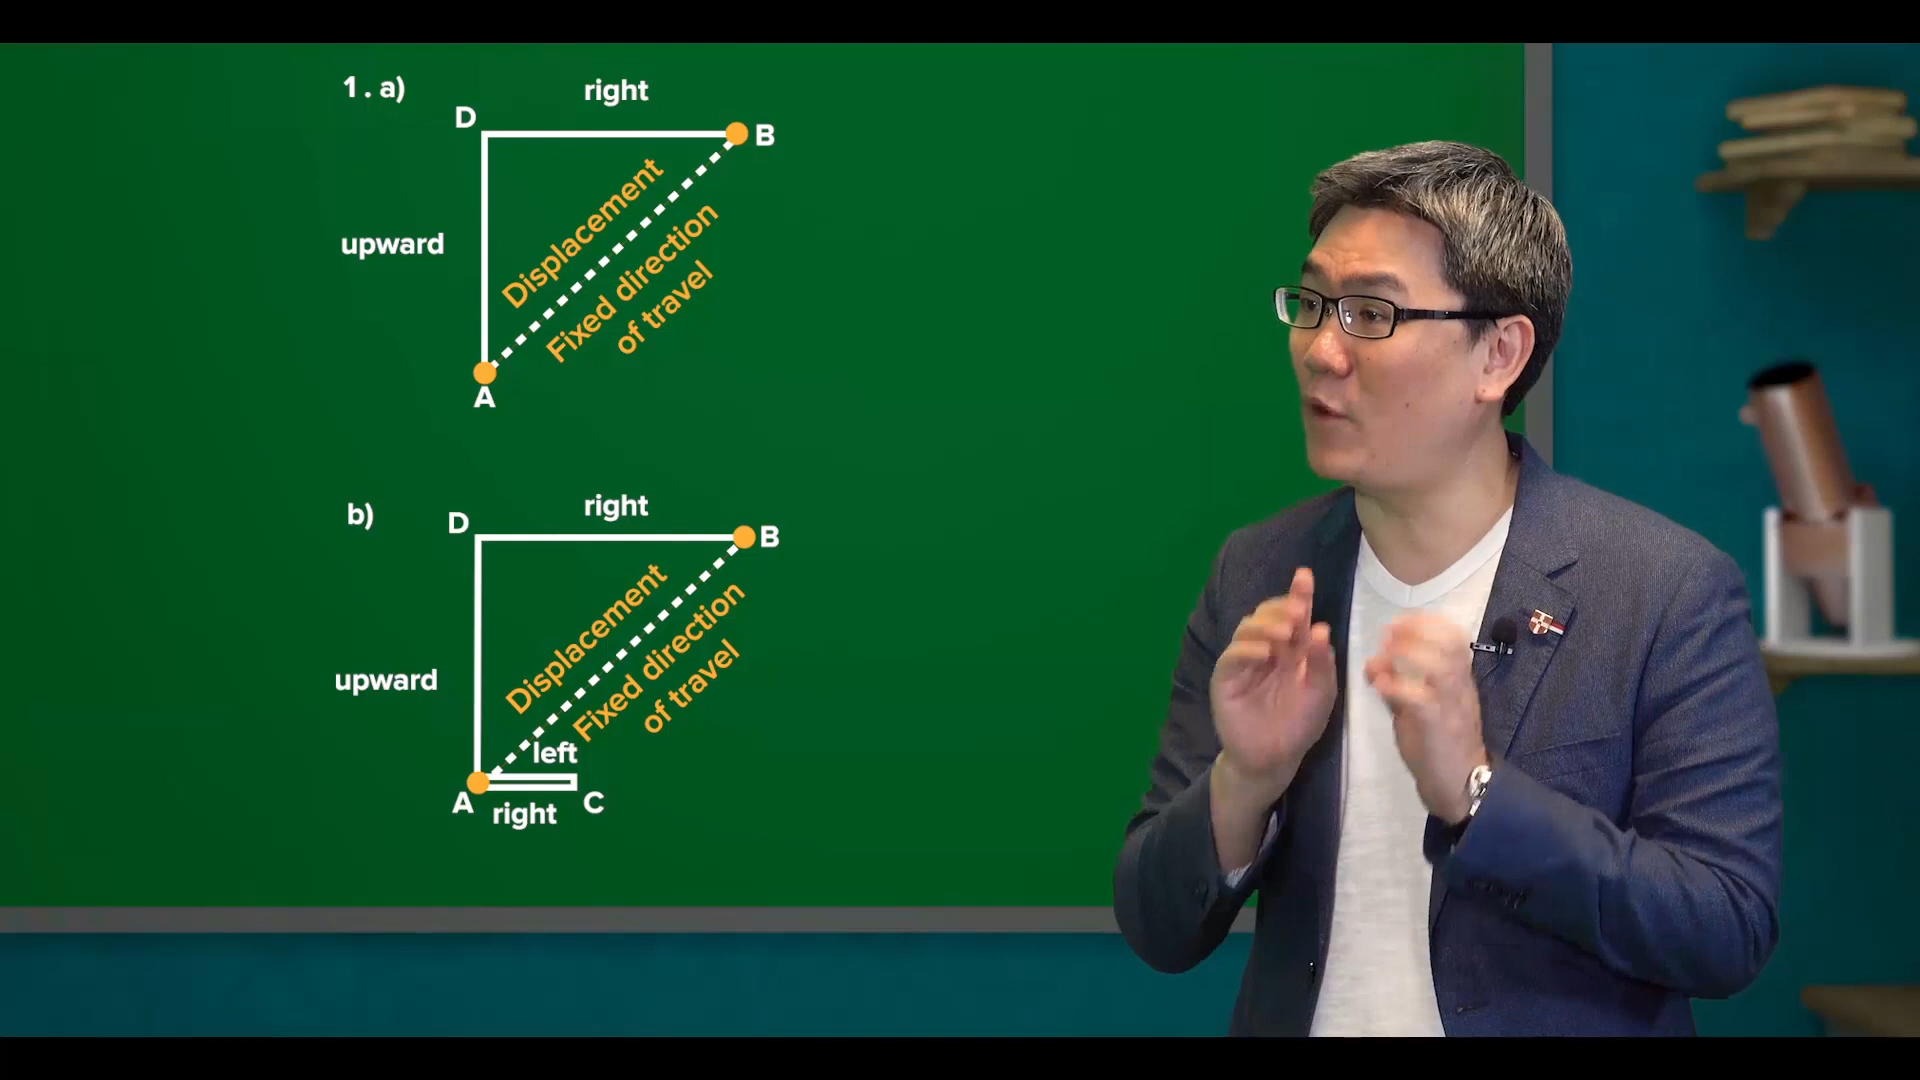 1. a)
right
D
B
Displacement
Fixed direction
of travel
upward
A
b)
right
D
B
Displacement
Fixed direction
of travel
upward
left
A
C
right